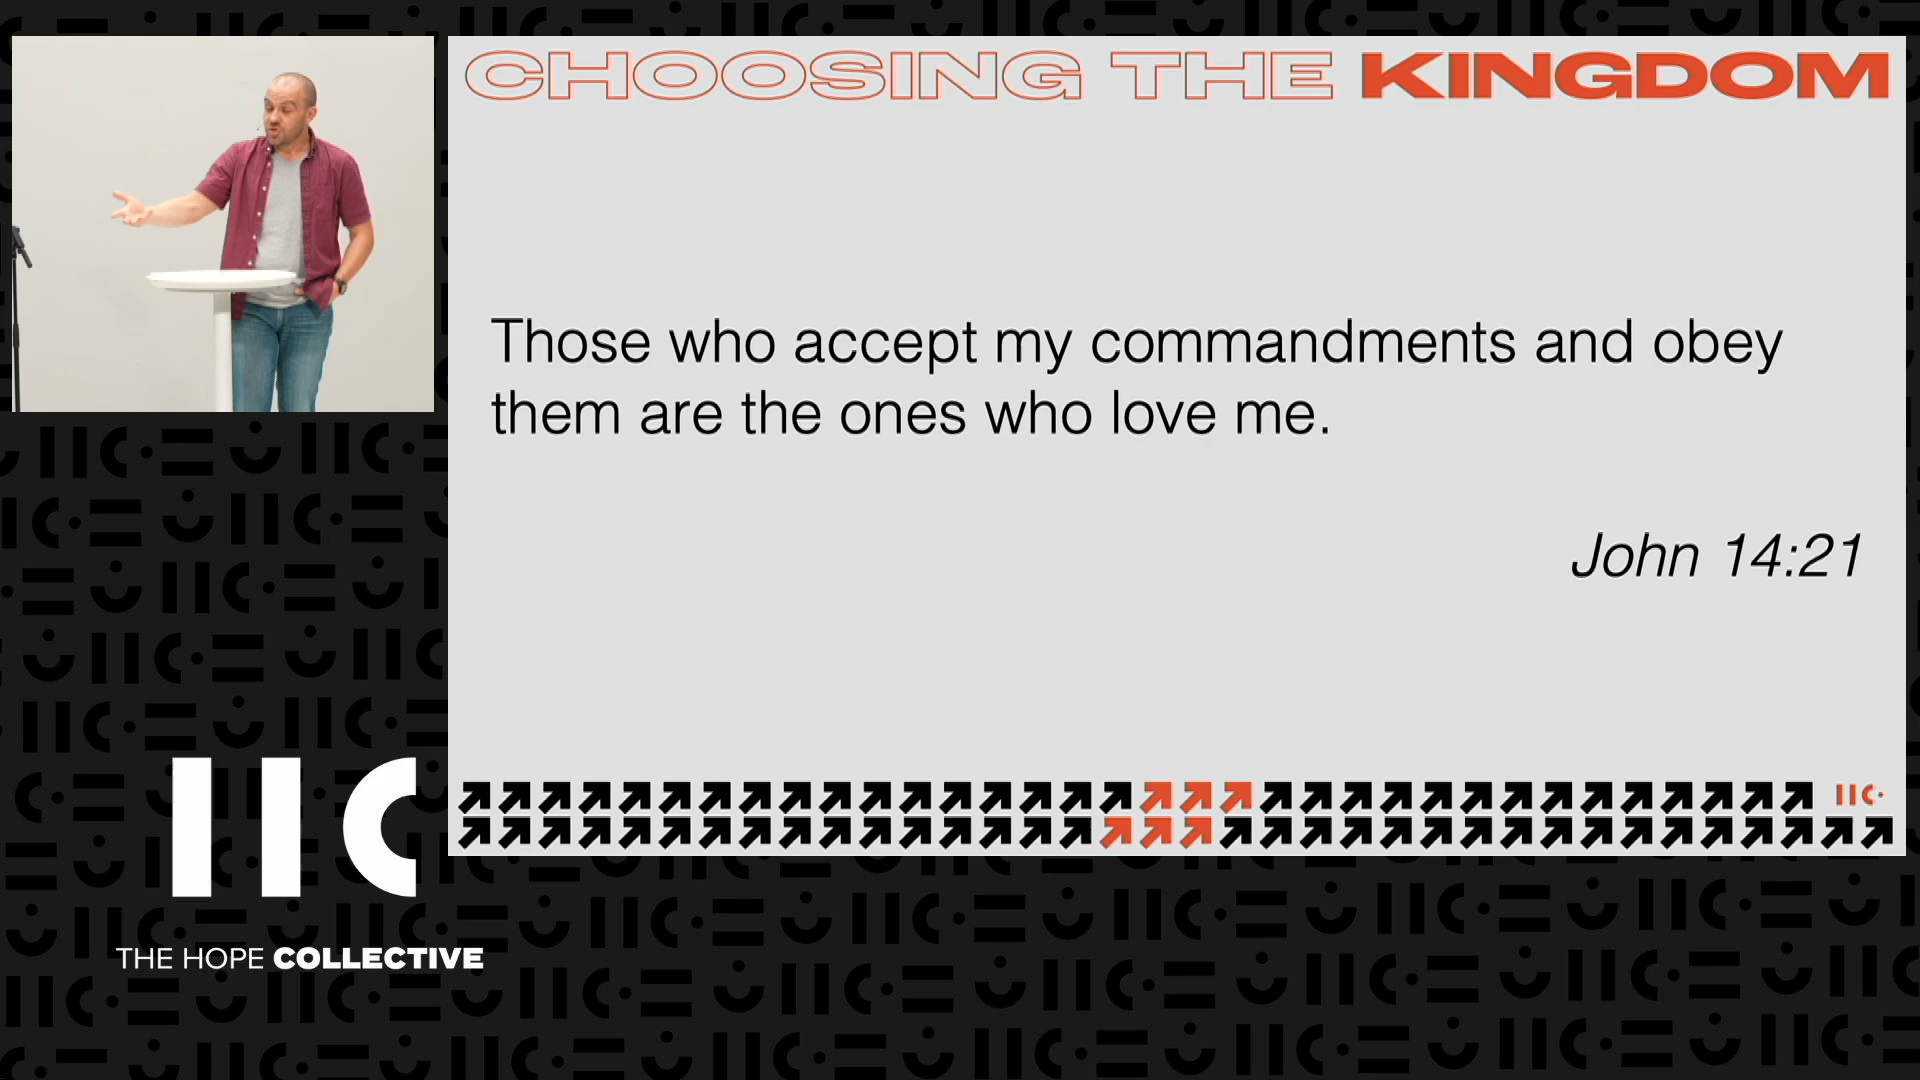 CHOOSING THE KINGDOM
Those who accept my commandments and obey
them are the ones who love me.
John 14:21
THE HOPE COLLECTIVE